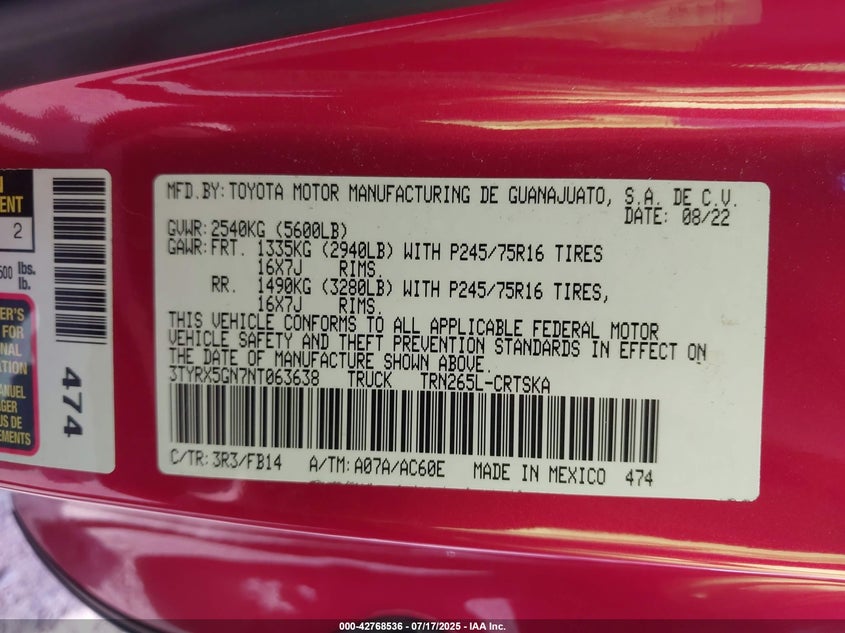 MFD.BY: TOYOTA MOTOR MANUFACTURING DE GUANAJUATO, S.A. DE C.V.
DATE: 08/22
GVWR: 2540KG (5600LB)
GAWR: FRT. 1335KG (2940LB) WITH P245/75R16 TIRES
16X7J RIMS.
RR. 1490KG (3280LB) WITH P245/75R16 TIRES,
16X7J RIMS.
THIS VEHICLE CONFORMS TO ALL APPLICABLE FEDERAL MOTOR
VEHICLE SAFETY AND THEFT PREVENTION STANDARDS IN EFFECT ON
THE DATE OF MANUFACTURE SHOWN ABOVE.
3TYRX5GN7NT063638 TRUCK TRN265L-CRTSKA
C/TR: 3R3/FB14 A/TM: A07A/AC60E MADE IN MEXICO 474
2
lbs.
lb.
FOR
474
000-42768536 - 07/17/2025 - IAA Inc.